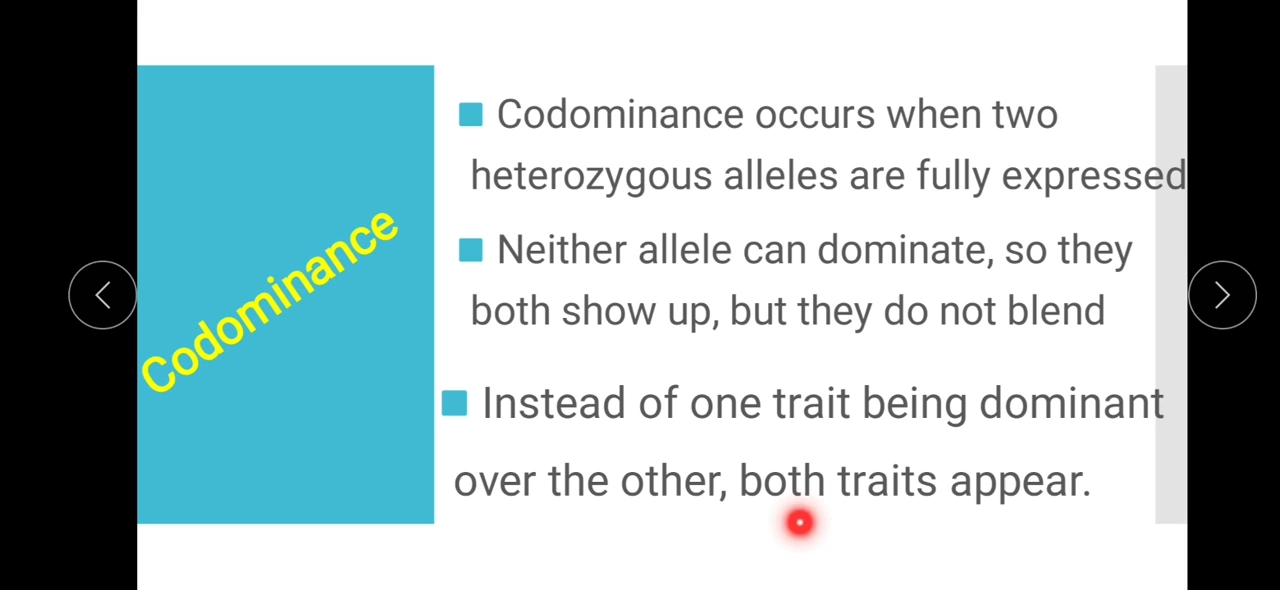 Codominance
Codominance occurs when two
heterozygous alleles are fully expressed
Neither allele can dominate, so they
both show up, but they do not blend
Instead of one trait being dominant
over the other, both traits appear.